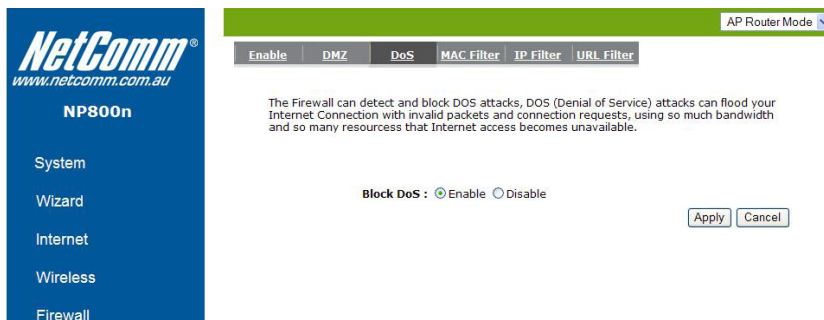 AP Router Mode
NetComm®
www.netcomm.com.au
NP800n
System
Wizard
Internet
Wireless
Firewall
Enable DMZ DoS MAC Filter IP Filter URL Filter
The Firewall can detect and block DOS attacks, DOS (Denial of Service) attacks can flood your
Internet Connection with invalid packets and connection requests, using so much bandwidth
and so many resourcess that Internet access becomes unavailable.
Block DoS : Enable Disable
Apply Cancel